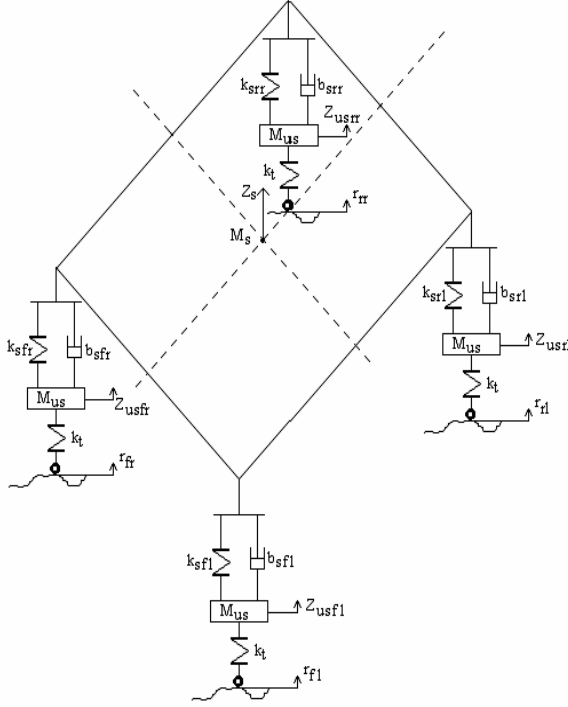 k_srr b_srr
M_us Z_usrr
k_t
Z_s r_rr
M_s
k_srl b_srl
M_us Z_usrl
k_t
r_rl
k_sfr b_sfr
M_us Z_usfr
k_t
r_fr
k_sfl b_sfl
M_us Z_usfl
k_t
r_fl